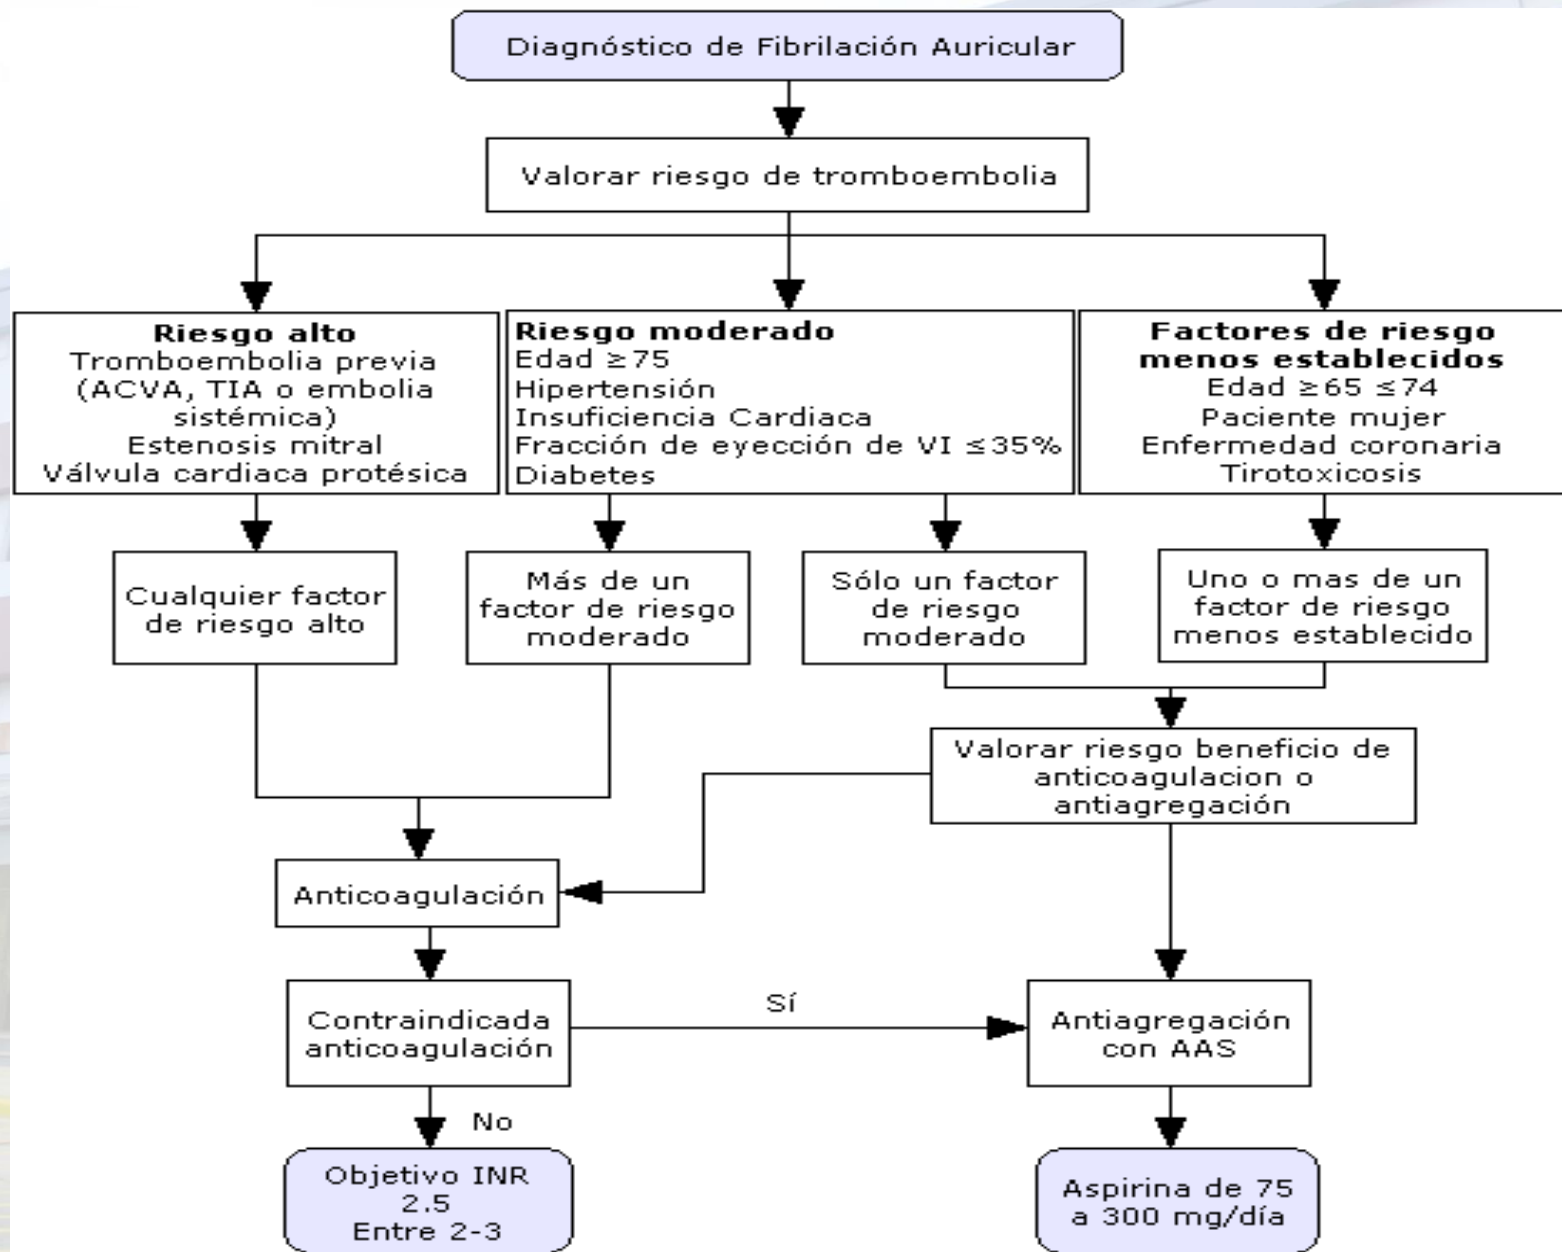 Diagnóstico de Fibrilación Auricular
Valorar riesgo de tromboembolia
Riesgo alto
Tromboembolia previa
(ACVA, TIA o embolia
sistémica)
Estenosis mitral
Válvula cardiaca protésica
Riesgo moderado
Edad ≥75
Hipertensión
Insuficiencia Cardiaca
Fracción de eyección de VI ≤35%
Diabetes
Factores de riesgo
menos establecidos
Edad ≥65 ≤74
Paciente mujer
Enfermedad coronaria
Tirotoxicosis
Cualquier factor
de riesgo alto
Más de un
factor de riesgo
moderado
Sólo un factor
de riesgo
moderado
Uno o mas de un
factor de riesgo
menos establecido
Valorar riesgo beneficio de
anticoagulacion o
antiagregación
Anticoagulación
Contraindicada
anticoagulación
Sí
Antiagregación
con AAS
No
Objetivo INR
2.5
Entre 2-3
Aspirina de 75
a 300 mg/día